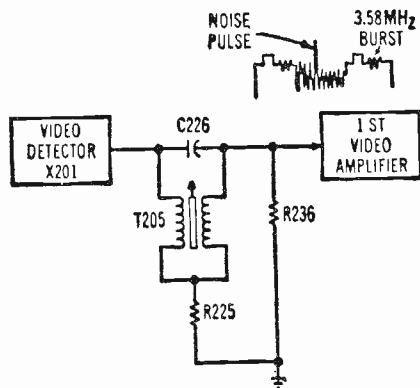 NOISE
PULSE
3.58MHz
BURST
VIDEO
DETECTOR
X201
C226
1 ST
VIDEO
AMPLIFIER
T205
R236
R225